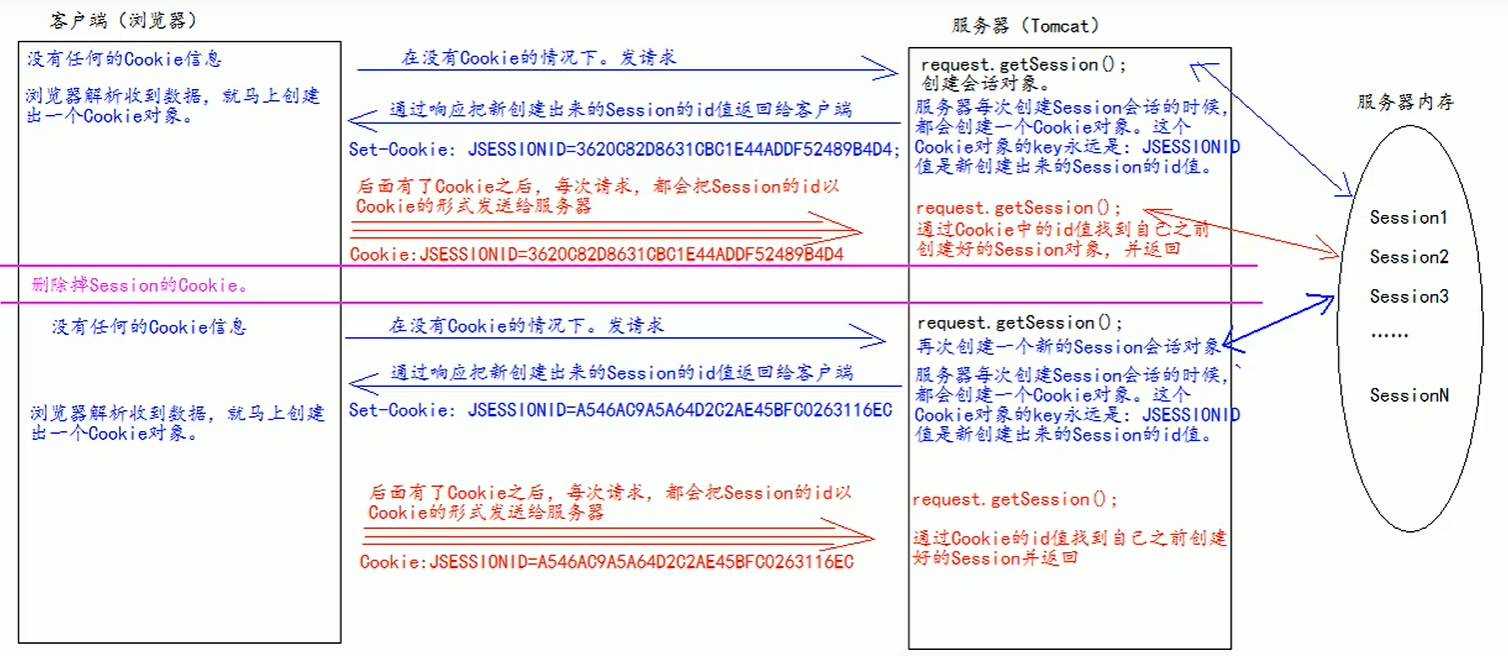 客户端（浏览器）
服务器（Tomcat）
没有任何的Cookie信息
浏览器解析收到数据，就马上创建
出一个Cookie对象。
在没有Cookie的情况下。发请求
通过响应把新创建出来的Session的id值返回给客户端
Set-Cookie: JSESSIONID=3620C82D8631CBC1E44ADDF52489B4D4;
后面有了Cookie之后，每次请求，都会把Session的id以
Cookie的形式发送给服务器
Cookie:JSESSIONID=3620C82D8631CBC1E44ADDF52489B4D4
request.getSession();
创建会话对象。
服务器每次创建Session会话的时候，
都会创建一个Cookie对象。这个
Cookie对象的key永远是：JSESSIONID
值是新创建出来的Session的id值。
request.getSession();
通过Cookie中的id值找到自己之前
创建好的Session对象，并返回
服务器内存
Session1
Session2
Session3
......
SessionN
删除掉Session的Cookie。
没有任何的Cookie信息
浏览器解析收到数据，就马上创建
出一个Cookie对象。
在没有Cookie的情况下。发请求
通过响应把新创建出来的Session的id值返回给客户端
Set-Cookie: JSESSIONID=A546AC9A5A64D2C2AE45BFC0263116EC
后面有了Cookie之后，每次请求，都会把Session的id以
Cookie的形式发送给服务器
Cookie:JSESSIONID=A546AC9A5A64D2C2AE45BFC0263116EC
request.getSession();
再次创建一个新的Session会话对象
服务器每次创建Session会话的时候，
都会创建一个Cookie对象。这个
Cookie对象的key永远是：JSESSIONID
值是新创建出来的Session的id值。
request.getSession();
通过Cookie的id值找到自己之前创建
好的Session并返回